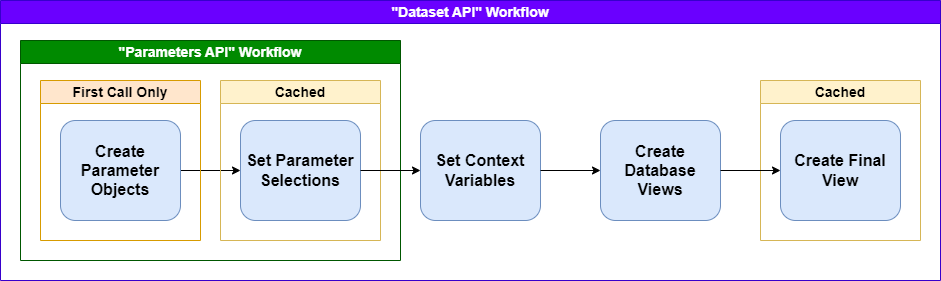 "Dataset API" Workflow
"Parameters API" Workflow
First Call Only
Create
Parameter
Objects
Cached
Set Parameter
Selections
Set Context
Variables
Create
Database
Views
Cached
Create Final
View